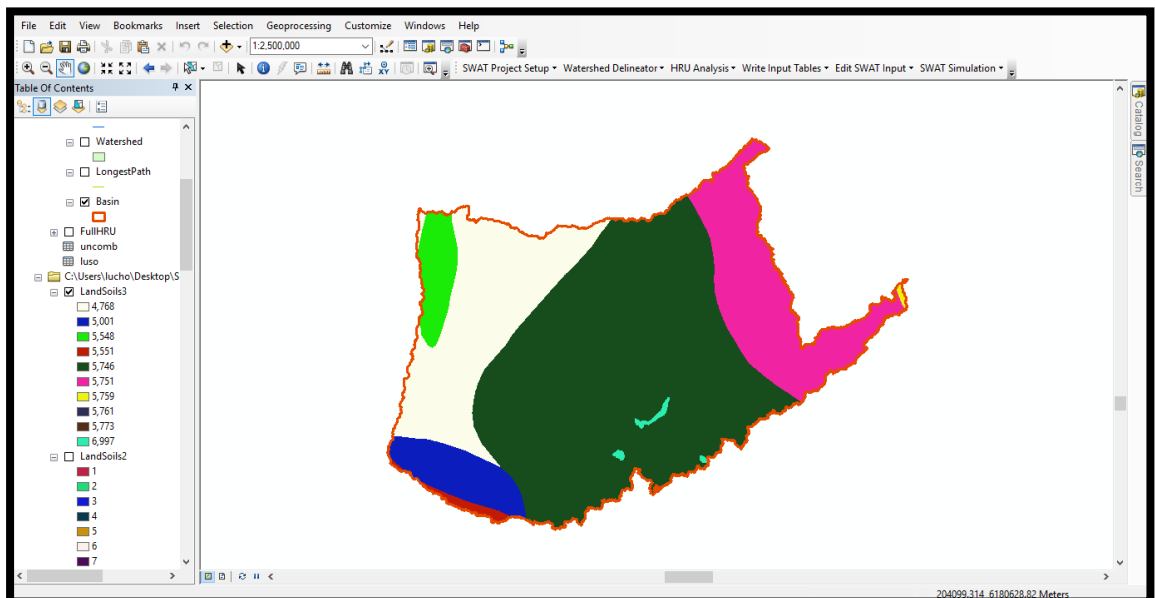 File Edit View Bookmarks Insert Selection Geoprocessing Customize Windows Help
1:2,500,000
SWAT Project Setup Watershed Delineator HRU Analysis Write Input Tables Edit SWAT Input SWAT Simulation
Table Of Contents
Watershed
LongestPath
Basin
FullHRU
uncomb
luso
C:\Users\lucho\Desktop\S
LandSoils3
4,768
5,001
5,548
5,551
5,746
5,751
5,759
5,761
5,773
6,997
LandSoils2
1
2
3
4
5
6
7
Catalog
Search
204099.314 6180628.82 Meters